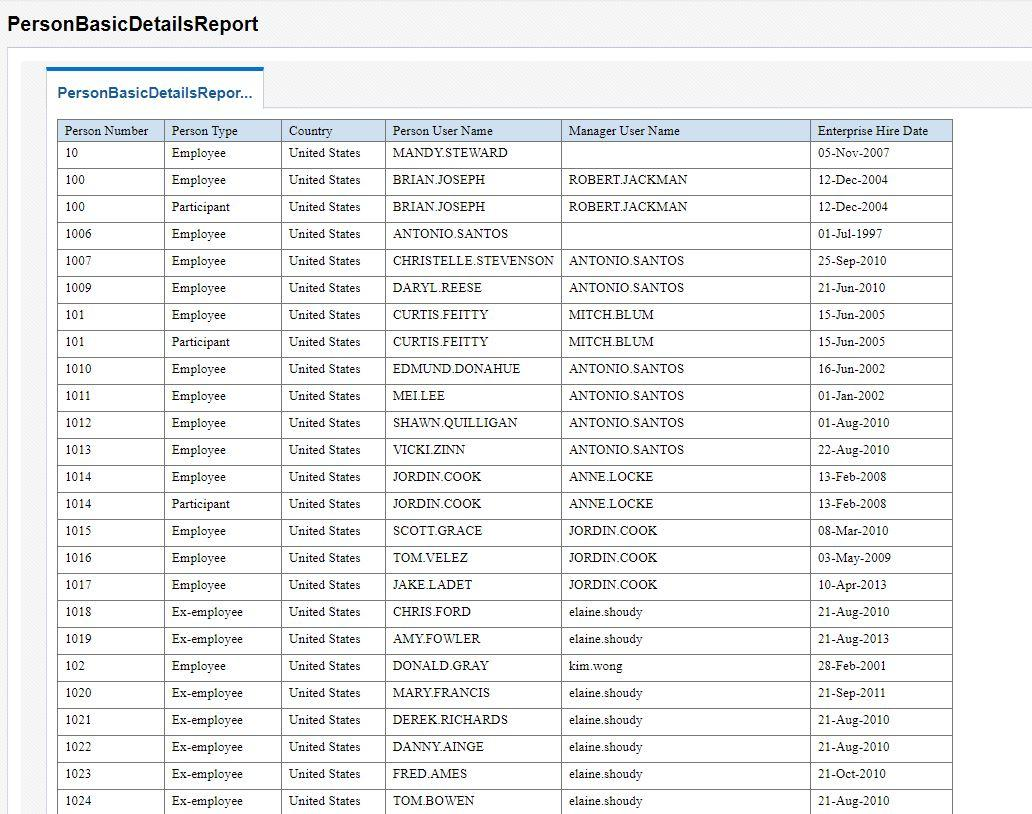 PersonBasicDetailsReport
PersonBasicDetailsRepor...
Person Number Person Type Country Person User Name Manager User Name Enterprise Hire Date
10 Employee United States MANDY.STEWARD 05-Nov-2007
100 Employee United States BRIAN.JOSEPH ROBERT.JACKMAN 12-Dec-2004
100 Participant United States BRIAN.JOSEPH ROBERT.JACKMAN 12-Dec-2004
1006 Employee United States ANTONIO.SANTOS 01-Jul-1997
1007 Employee United States CHRISTELLE.STEVENSON ANTONIO.SANTOS 25-Sep-2010
1009 Employee United States DARYL.REESE ANTONIO.SANTOS 21-Jun-2010
101 Employee United States CURTIS.FEITTY MITCH.BLUM 15-Jun-2005
101 Participant United States CURTIS.FEITTY MITCH.BLUM 15-Jun-2005
1010 Employee United States EDMUND.DONAHUE ANTONIO.SANTOS 16-Jun-2002
1011 Employee United States MEI.LEE ANTONIO.SANTOS 01-Jan-2002
1012 Employee United States SHAWN.QUILLIGAN ANTONIO.SANTOS 01-Aug-2010
1013 Employee United States VICKI.ZINN ANTONIO.SANTOS 22-Aug-2010
1014 Employee United States JORDIN.COOK ANNE.LOCKE 13-Feb-2008
1014 Participant United States JORDIN.COOK ANNE.LOCKE 13-Feb-2008
1015 Employee United States SCOTT.GRACE JORDIN.COOK 08-Mar-2010
1016 Employee United States TOM.VELEZ JORDIN.COOK 03-May-2009
1017 Employee United States JAKE.LADET JORDIN.COOK 10-Apr-2013
1018 Ex-employee United States CHRIS.FORD elaine.shoudy 21-Aug-2010
1019 Ex-employee United States AMY.FOWLER elaine.shoudy 21-Aug-2013
102 Employee United States DONALD.GRAY kim.wong 28-Feb-2001
1020 Ex-employee United States MARY.FRANCIS elaine.shoudy 21-Sep-2011
1021 Ex-employee United States DEREK.RICHARDS elaine.shoudy 21-Aug-2010
1022 Ex-employee United States DANNY.AINGE elaine.shoudy 21-Aug-2010
1023 Ex-employee United States FRED.AMES elaine.shoudy 21-Oct-2010
1024 Ex-employee United States TOM.BOWEN elaine.shoudy 21-Aug-2010